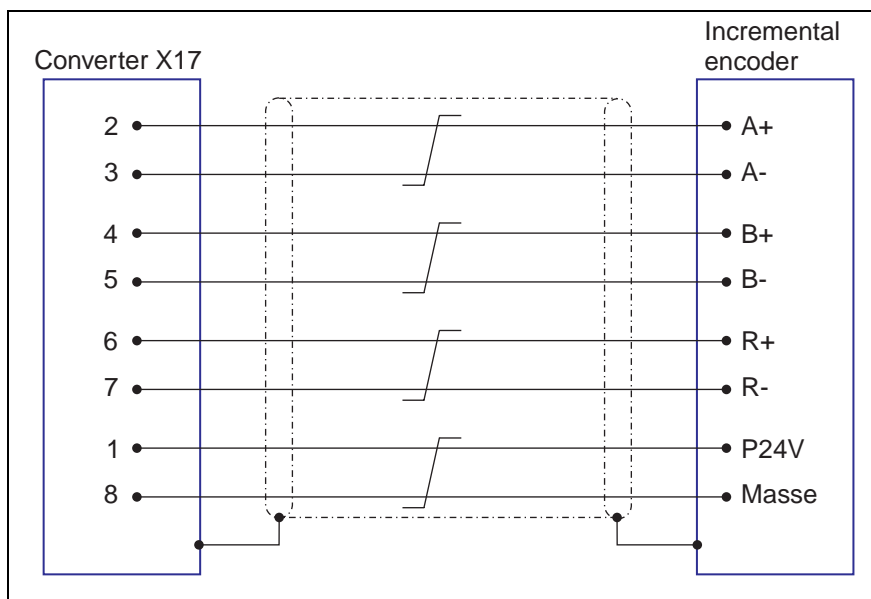 Incremental
encoder
Converter X17
2 A+
3 A-
4 B+
5 B-
6 R+
7 R-
1 P24V
8 Masse